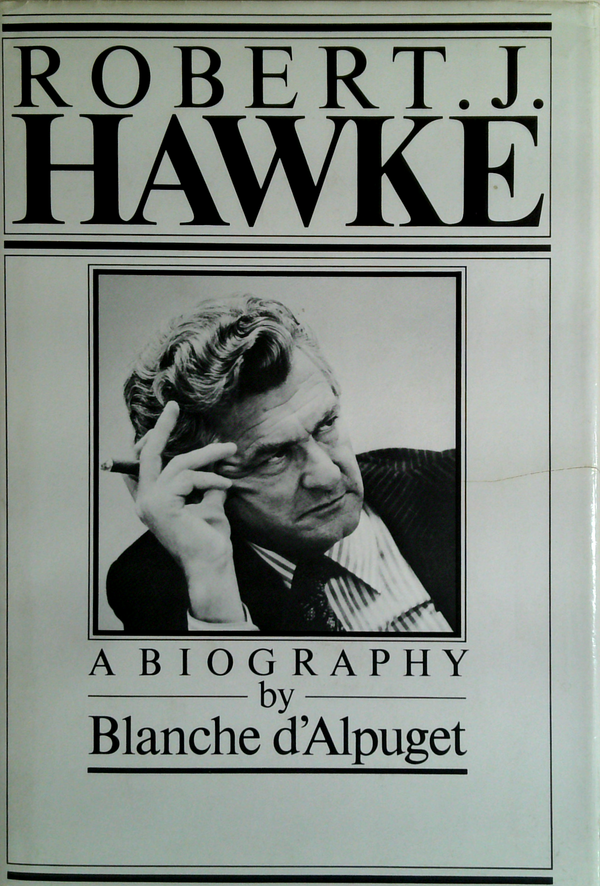 ROBERT. J.
HAWKE
A BIOGRAPHY
by
Blanche d'Alpuget